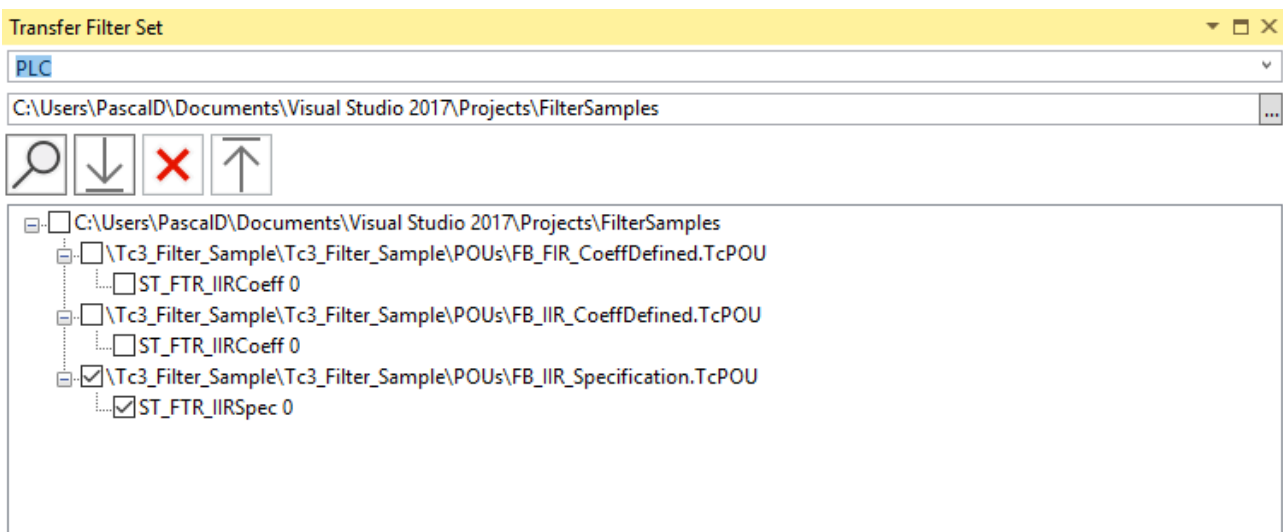 Transfer Filter Set
PLC
C:\Users\PascalD\Documents\Visual Studio 2017\Projects\FilterSamples
...
C:\Users\PascalD\Documents\Visual Studio 2017\Projects\FilterSamples
\Tc3_Filter_Sample\Tc3_Filter_Sample\POUs\FB_FIR_CoeffDefined.TcPOU
ST_FTR_IIRCoeff 0
\Tc3_Filter_Sample\Tc3_Filter_Sample\POUs\FB_IIR_CoeffDefined.TcPOU
ST_FTR_IIRCoeff 0
\Tc3_Filter_Sample\Tc3_Filter_Sample\POUs\FB_IIR_Specification.TcPOU
ST_FTR_IIRSpec 0